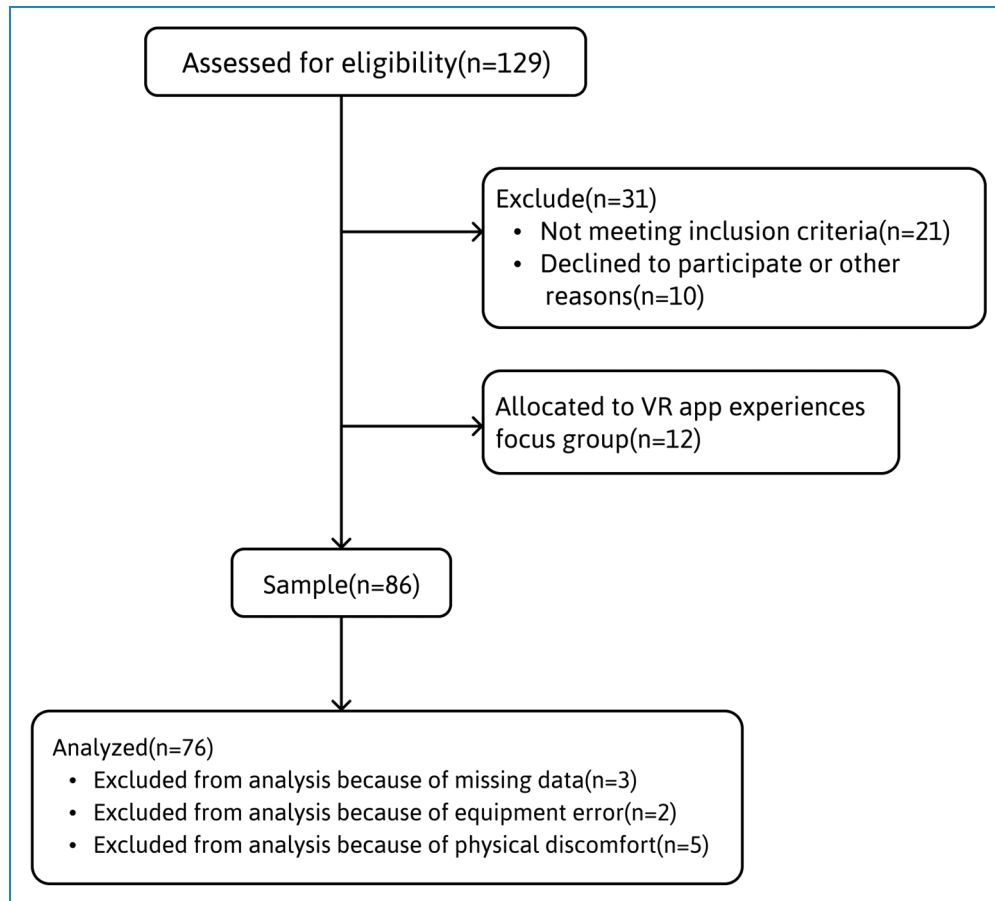 Assessed for eligibility(n=129)
Exclude(n=31)
• Not meeting inclusion criteria(n=21)
• Declined to participate or other
reasons(n=10)
Allocated to VR app experiences
focus group(n=12)
Sample(n=86)
Analyzed(n=76)
• Excluded from analysis because of missing data(n=3)
• Excluded from analysis because of equipment error(n=2)
• Excluded from analysis because of physical discomfort(n=5)